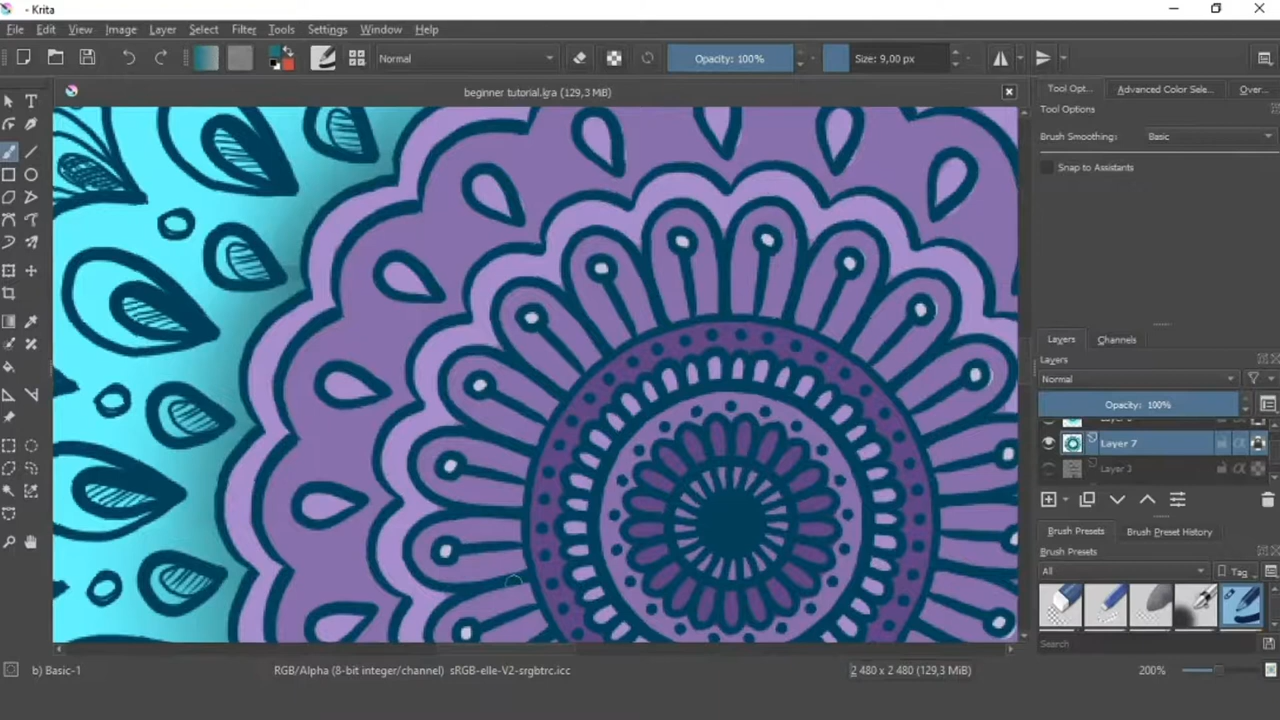 - Krita
File Edit View Image Layer Select Filter Tools Settings Window Help
Normal Opacity: 100% Size: 9,00 px
beginner tutorial.kra (129,3 MiB)
Tool Opt... Advanced Color Sele... Over...
Tool Options
Brush Smoothing: Basic
Snap to Assistants
Layers Channels
Layers
Normal
Opacity: 100%
Layer 7
Layer 3
Brush Presets Brush Preset History
Brush Presets
All Tag
Search
b) Basic-1 RGB/Alpha (8-bit integer/channel) sRGB-elle-V2-srgbtrc.icc 2 480 x 2 480 (129,3 MiB) 200%